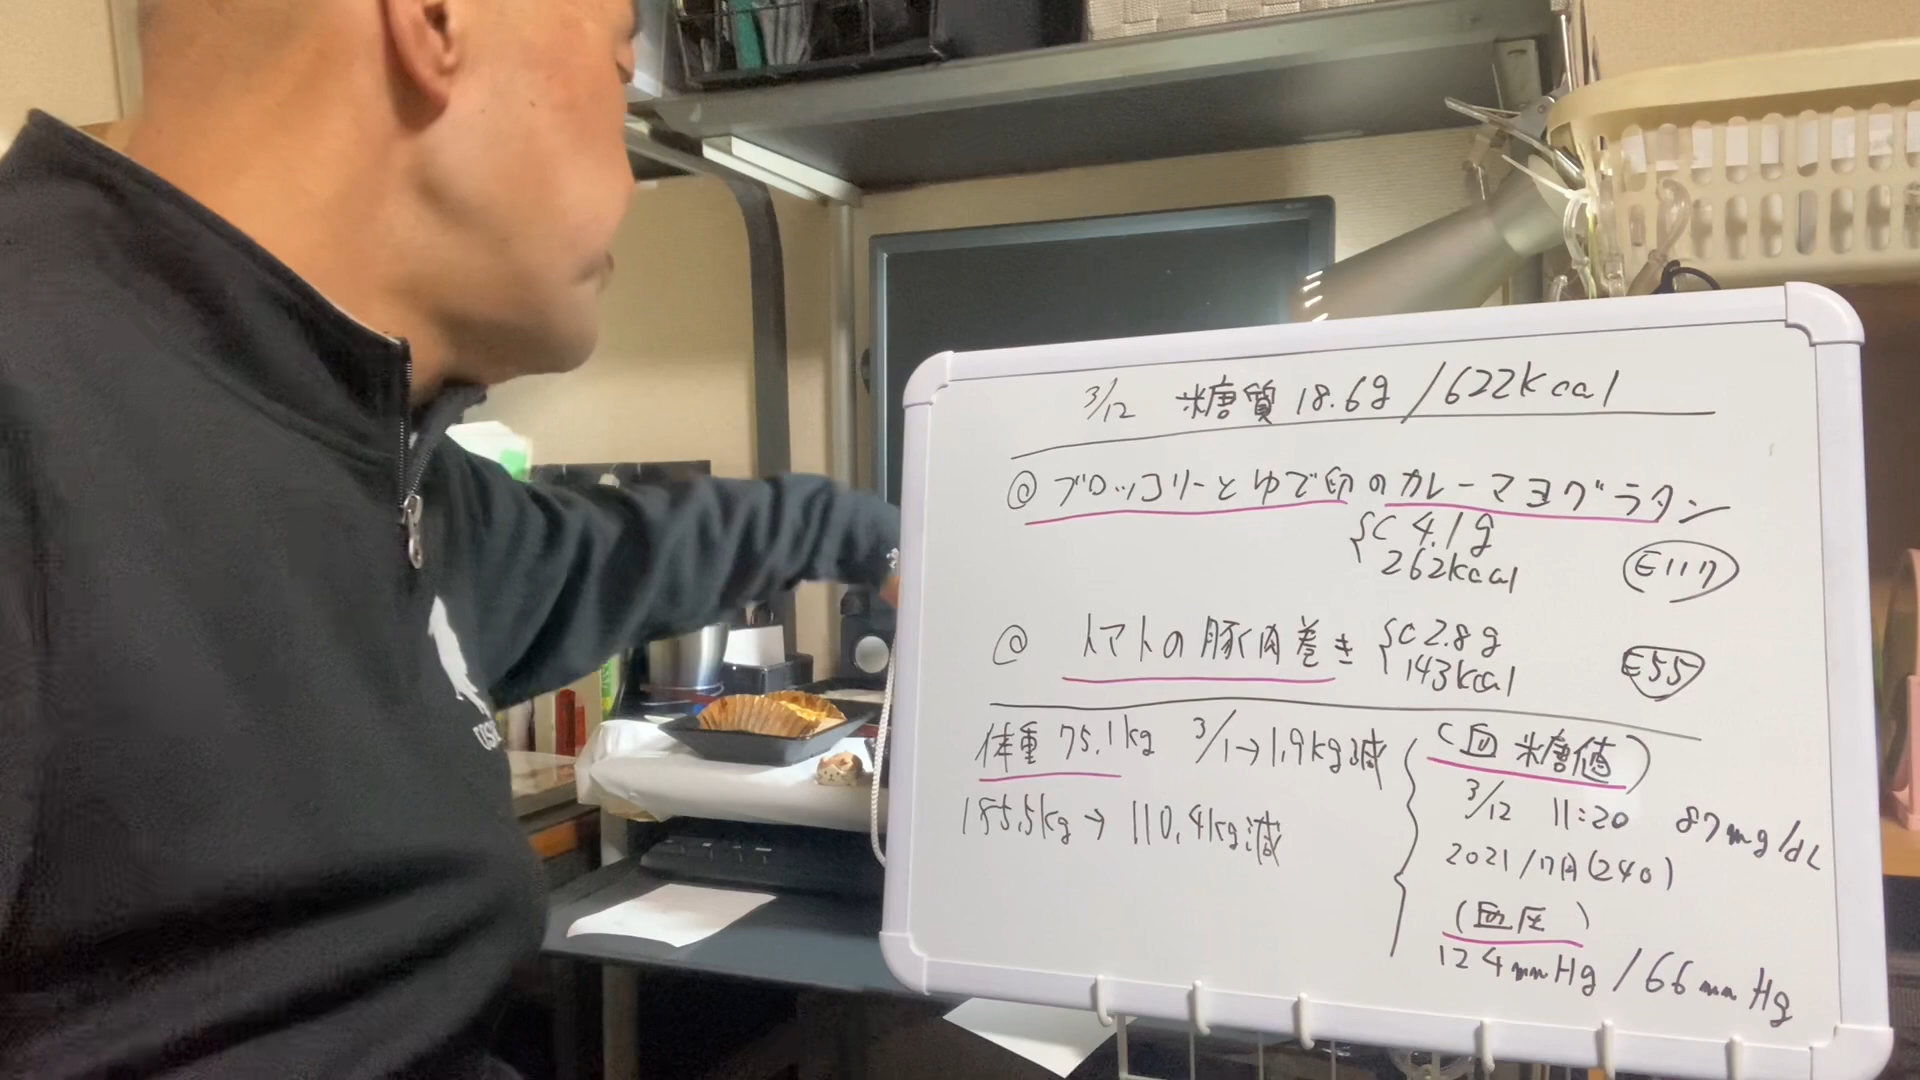 3/12 糖質 18.6g /622kcal
@ ブロッコリーとゆで卵のカレーマヨグラタン
C 4.1g
262kcal
E117
@ トマトの豚肉巻き
C 2.8g
143kcal
E55
体重 75.1kg 3/1→1.9kg減
185.5kg→110.4kg減
(血糖値)
3/12 11:20 87mg/dL
2021/7月(240)
(血圧)
124mmHg/66mmHg